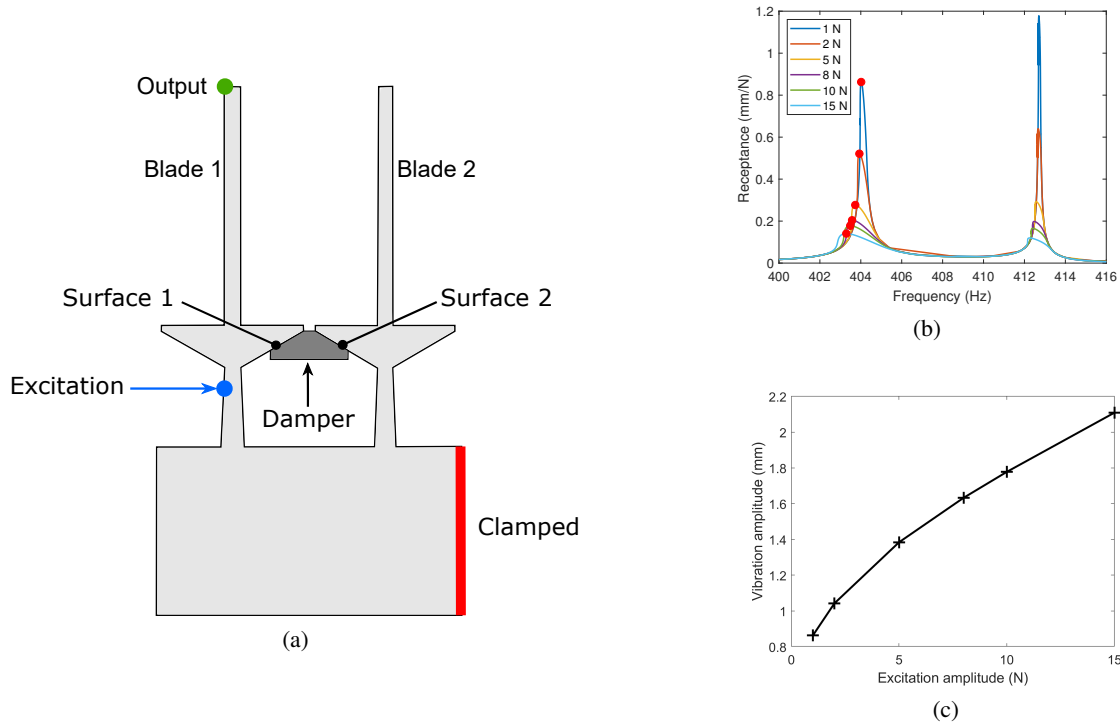 Output
Blade 1
Blade 2
Surface 1
Surface 2
Excitation
Damper
Clamped
(a)
1.2
1
0.8
0.6
0.4
0.2
0
Receptance (mm/N)
1 N
2 N
5 N
8 N
10 N
15 N
400 402 404 406 408 410 412 414 416
Frequency (Hz)
(b)
2.2
2
1.8
1.6
1.4
1.2
1
0.8
Vibration amplitude (mm)
0 5 10 15
Excitation amplitude (N)
(c)